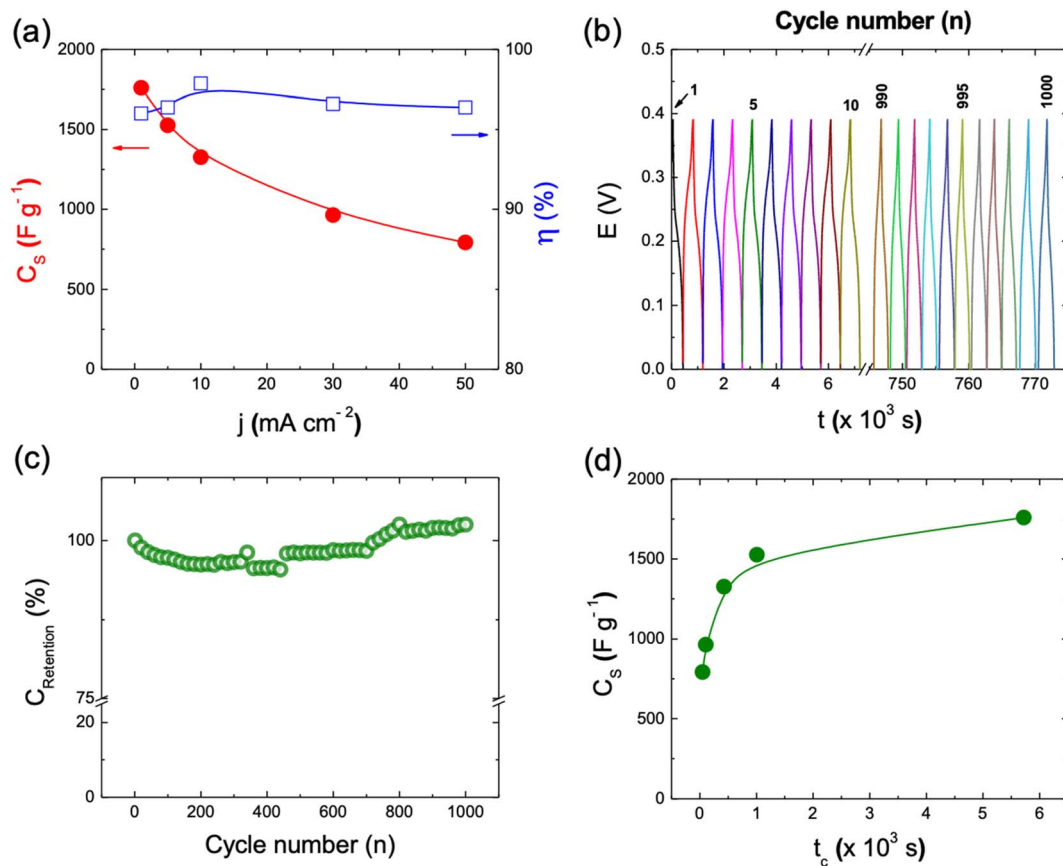 (a)
2000
1500
1000
500
0
C_S (F g^-1)
100
90
80
η (%)
0 10 20 30 40 50
j (mA cm^-2)
(b)
Cycle number (n)
0.5
0.4
0.3
0.2
0.1
0.0
E (V)
1 5 10 990 995 1000
0 2 4 6 750 760 770
t (x 10^3 s)
(c)
100
75
20
0
C_Retention (%)
0 200 400 600 800 1000
Cycle number (n)
(d)
2000
1500
1000
500
0
C_S (F g^-1)
0 1 2 3 4 5 6
t_c (x 10^3 s)